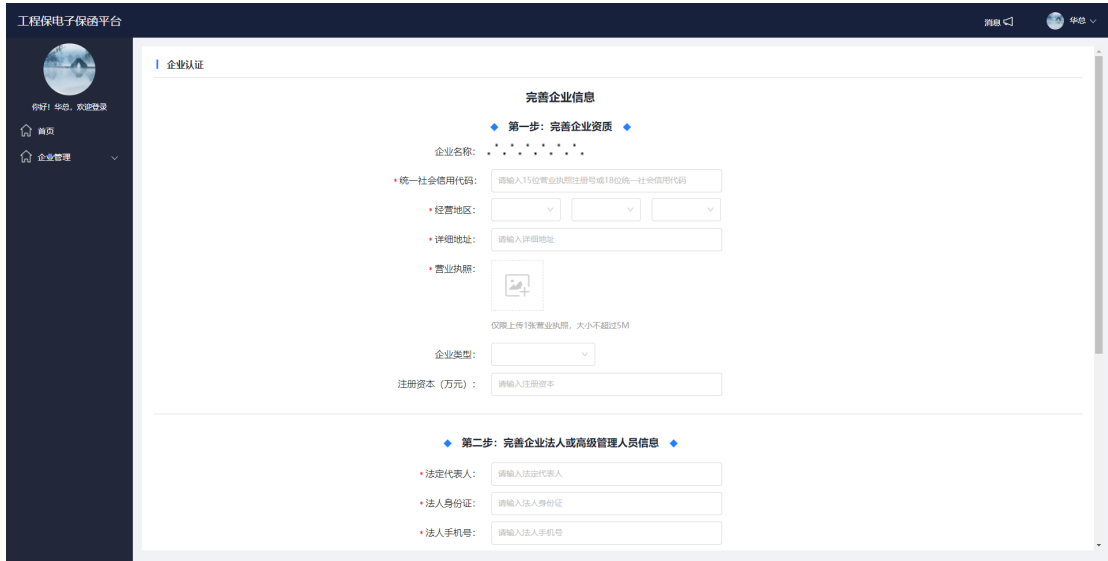 工程保电子保函平台
消息
华总
你好！华总，欢迎登录
首页
企业管理
企业认证
完善企业信息
第一步：完善企业资质
企业名称：
*统一社会信用代码：
请输入15位营业执照注册号或18位统一社会信用代码
*经营地区：
*详细地址：
请输入详细地址
*营业执照：
仅限上传1张营业执照，大小不超过5M
企业类型：
注册资本（万元）：
请输入注册资本
第二步：完善企业法人或高级管理人员信息
*法定代表人：
请输入法定代表人
*法人身份证：
请输入法人身份证
*法人手机号：
请输入法人手机号